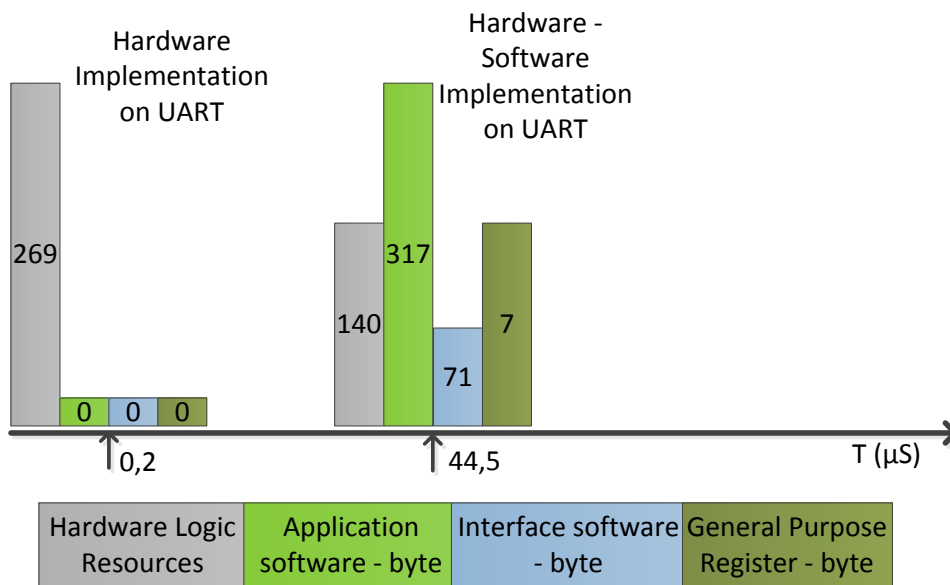 Hardware
Implementation
on UART
Hardware -
Software
Implementation
on UART
269
0
0
0
140
317
71
7
0,2
44,5
T (µS)
Hardware Logic
Resources
Application
software - byte
Interface software
- byte
General Purpose
Register - byte